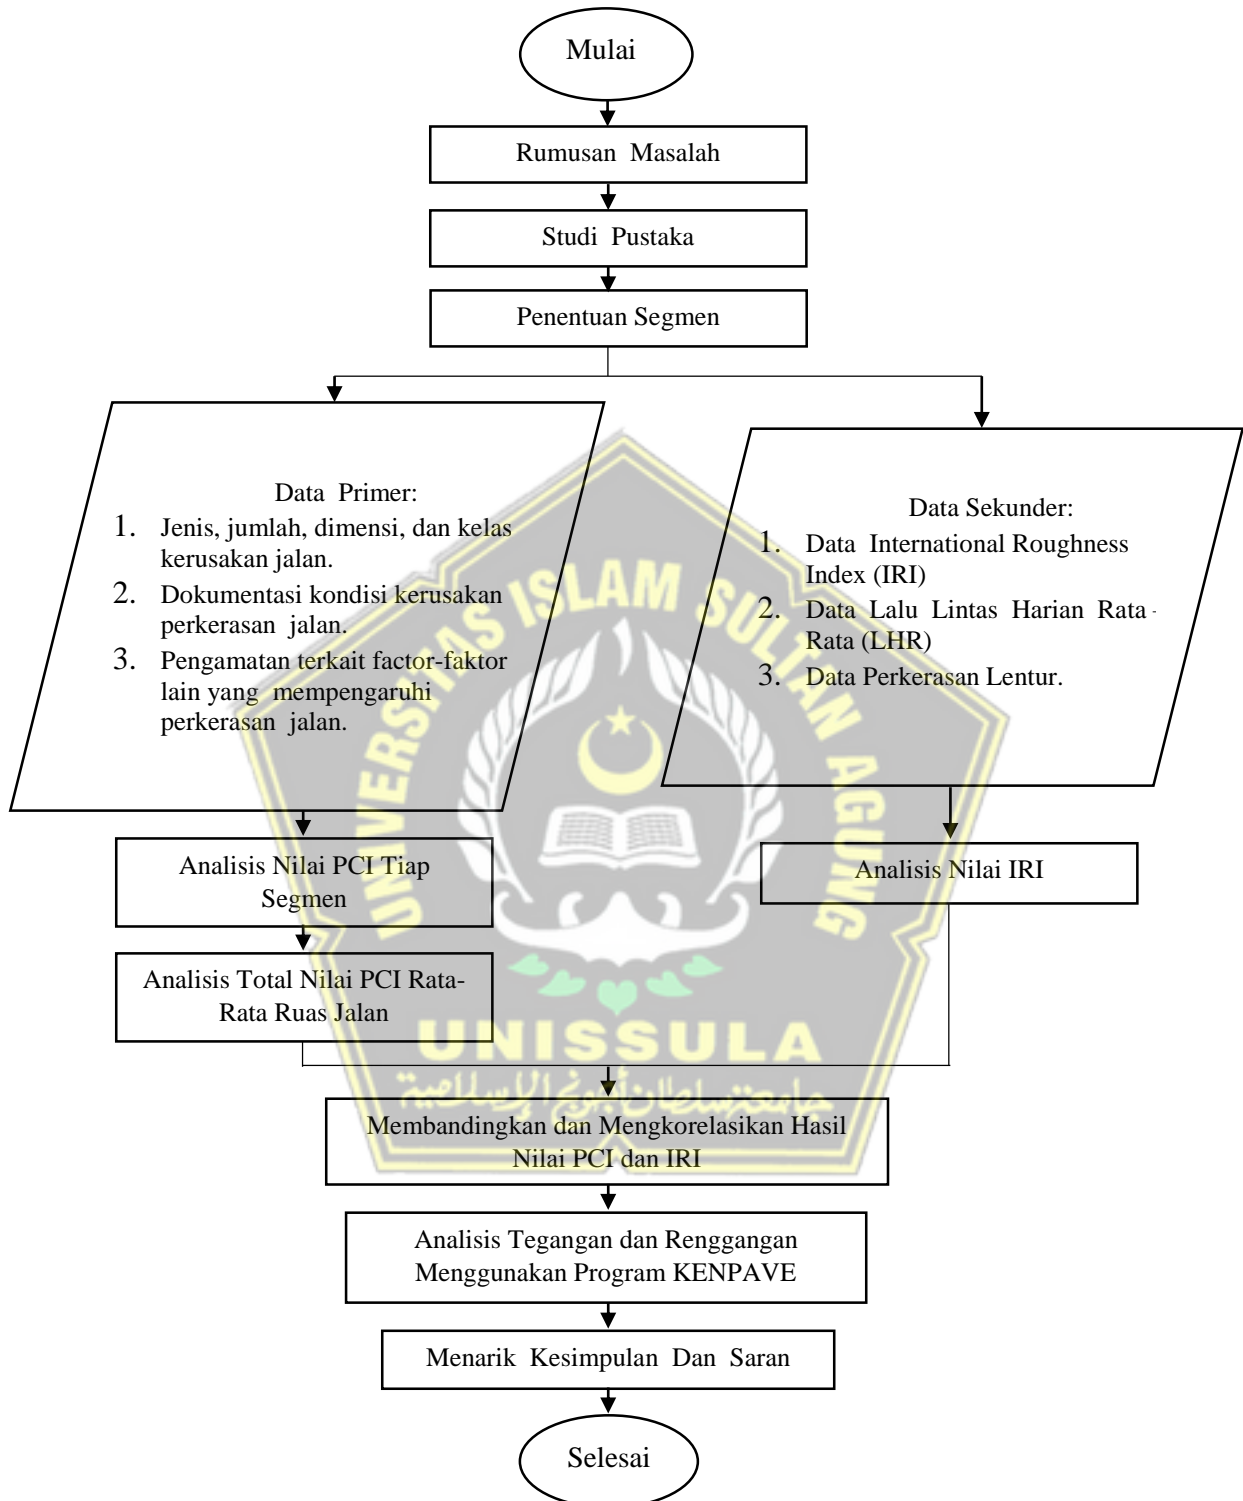 Mulai
Rumusan Masalah
Studi Pustaka
Penentuan Segmen
Data Primer:
1. Jenis, jumlah, dimensi, dan kelas
kerusakan jalan.
2. Dokumentasi kondisi kerusakan
perkerasan jalan.
3. Pengamatan terkait factor-faktor
lain yang mempengaruhi
perkerasan jalan.
Data Sekunder:
1. Data International Roughness
Index (IRI)
2. Data Lalu Lintas Harian Rata-
Rata (LHR)
3. Data Perkerasan Lentur.
Analisis Nilai PCI Tiap
Segmen
Analisis Nilai IRI
Analisis Total Nilai PCI Rata-
Rata Ruas Jalan
Membandingkan dan Mengkorelasikan Hasil
Nilai PCI dan IRI
Analisis Tegangan dan Renggangan
Menggunakan Program KENPAVE
Menarik Kesimpulan Dan Saran
Selesai
UNIVERSITAS ISLAM SULTAN AGUNG
UNISSULA
جامعة سلطان أجونج الإسلامية